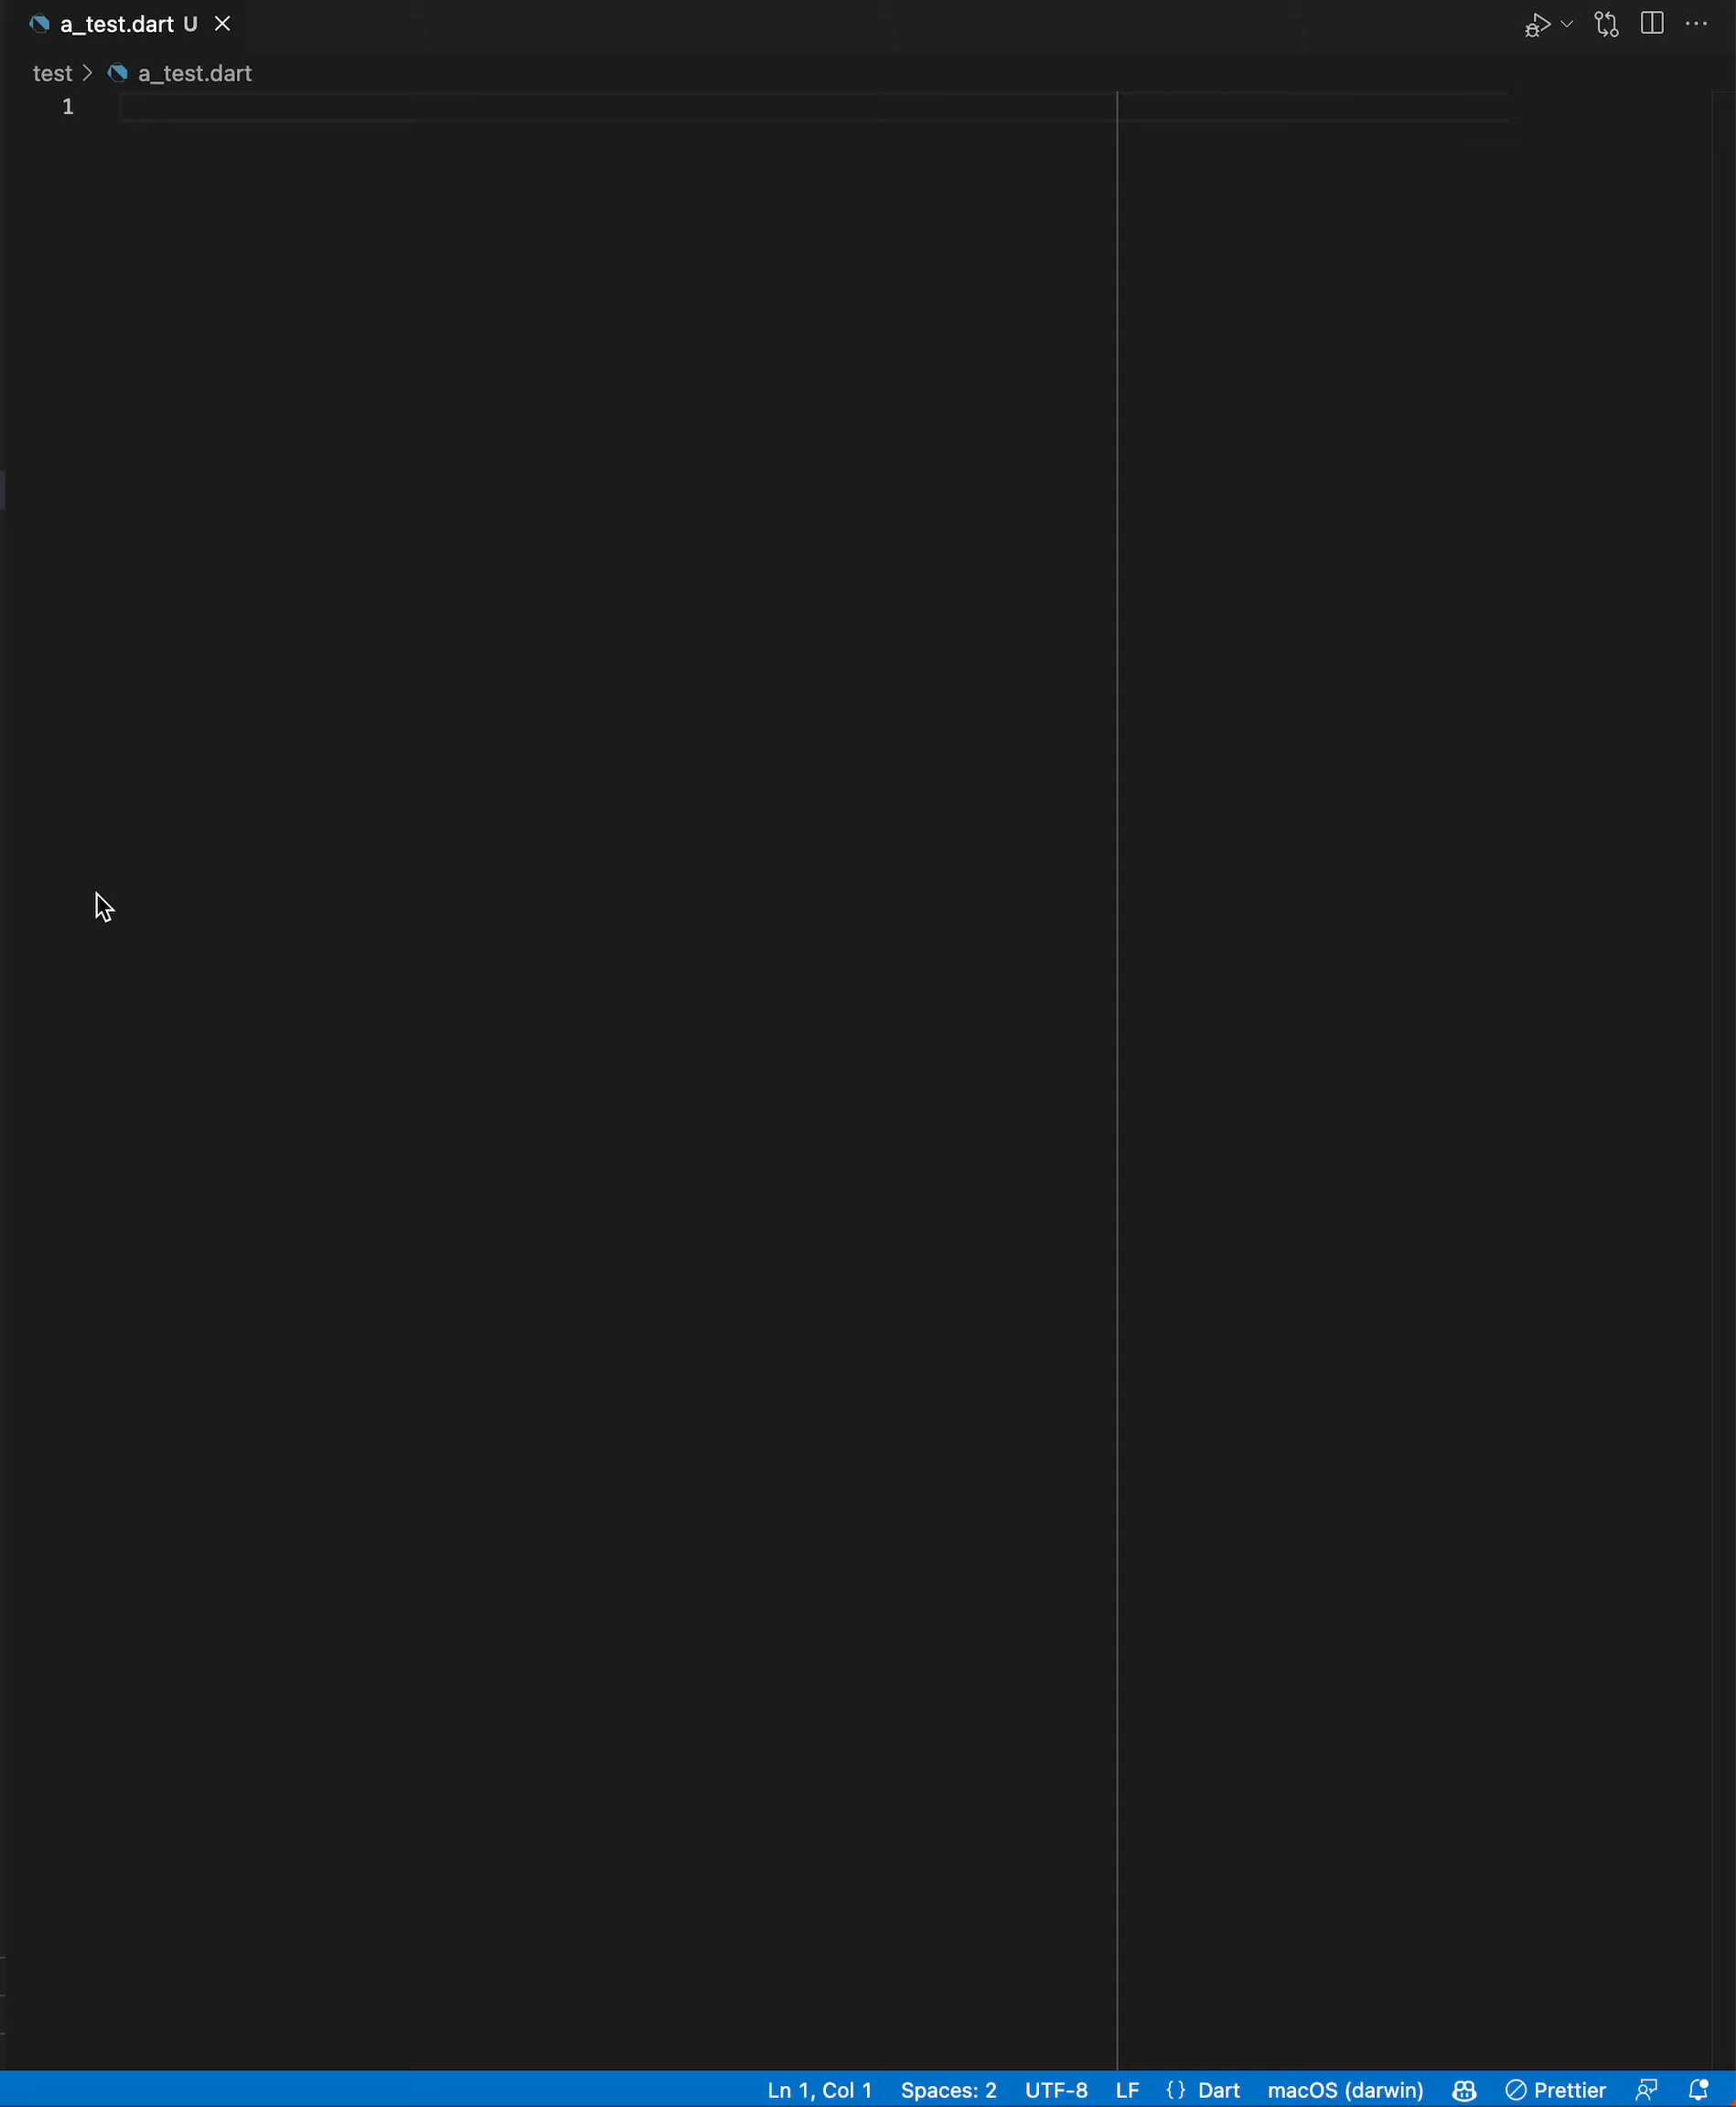 a_test.dart U
test > a_test.dart
1
Ln 1, Col 1 Spaces: 2 UTF-8 LF {} Dart macOS (darwin) Prettier